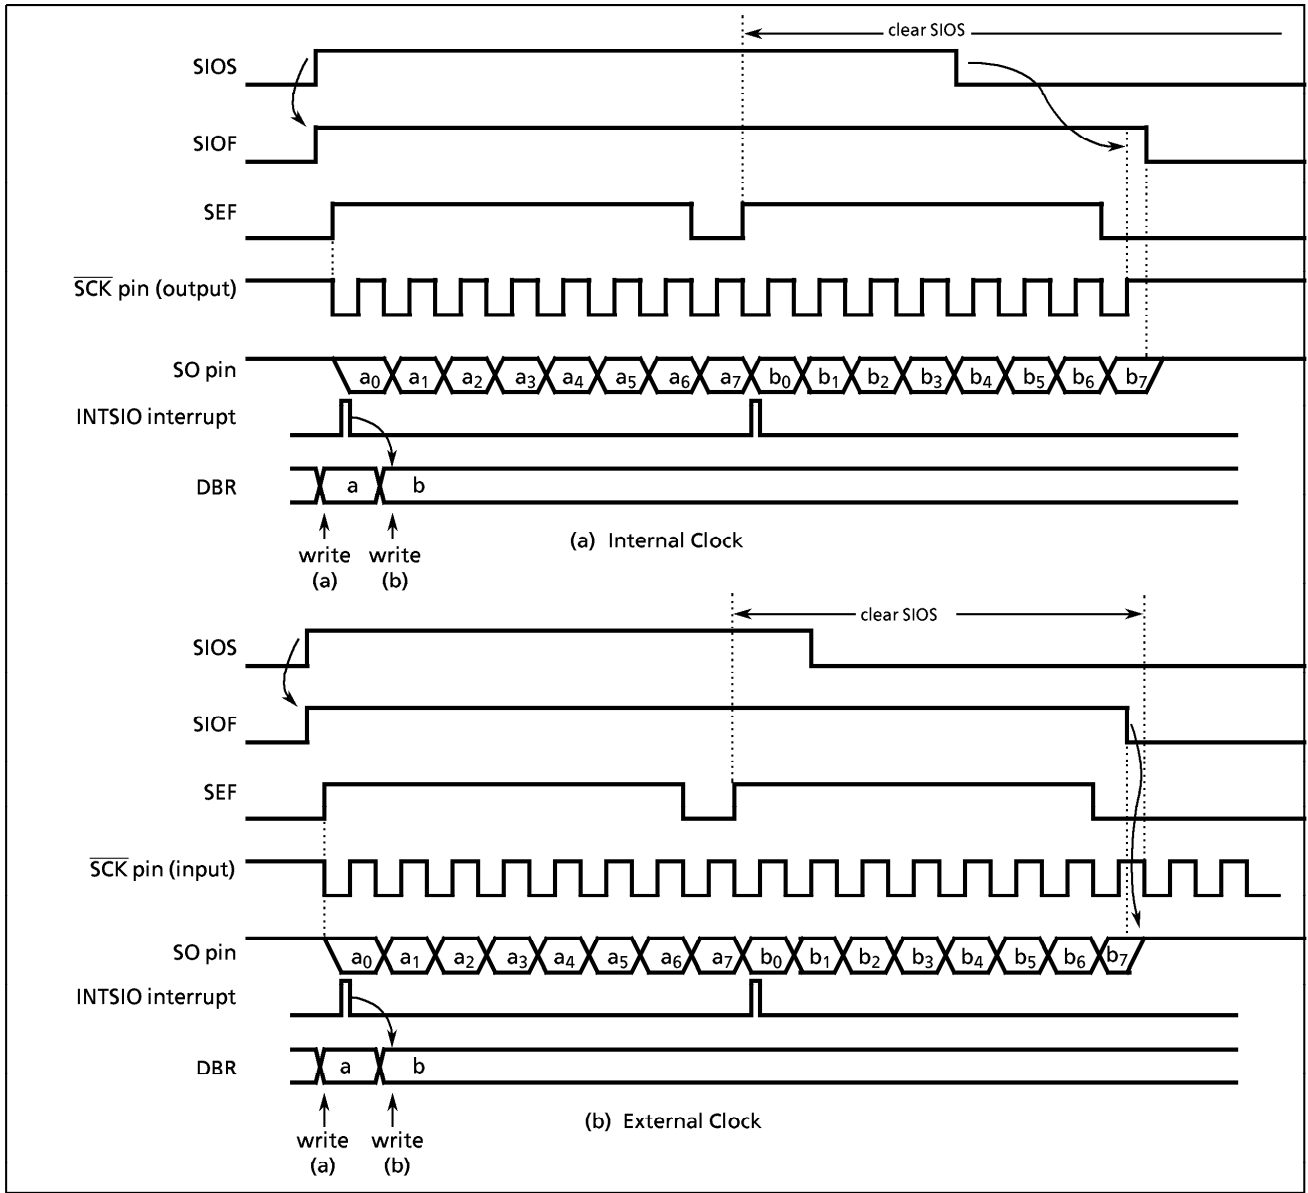 clear SIOS
SIOS
SIOF
SEF
SCK pin (output)
SO pin a0 a1 a2 a3 a4 a5 a6 a7 b0 b1 b2 b3 b4 b5 b6 b7
INTSIO interrupt
DBR a b
write (a)
write (b)
(a) Internal Clock
clear SIOS
SIOS
SIOF
SEF
SCK pin (input)
SO pin a0 a1 a2 a3 a4 a5 a6 a7 b0 b1 b2 b3 b4 b5 b6 b7
INTSIO interrupt
DBR a b
write (a)
write (b)
(b) External Clock